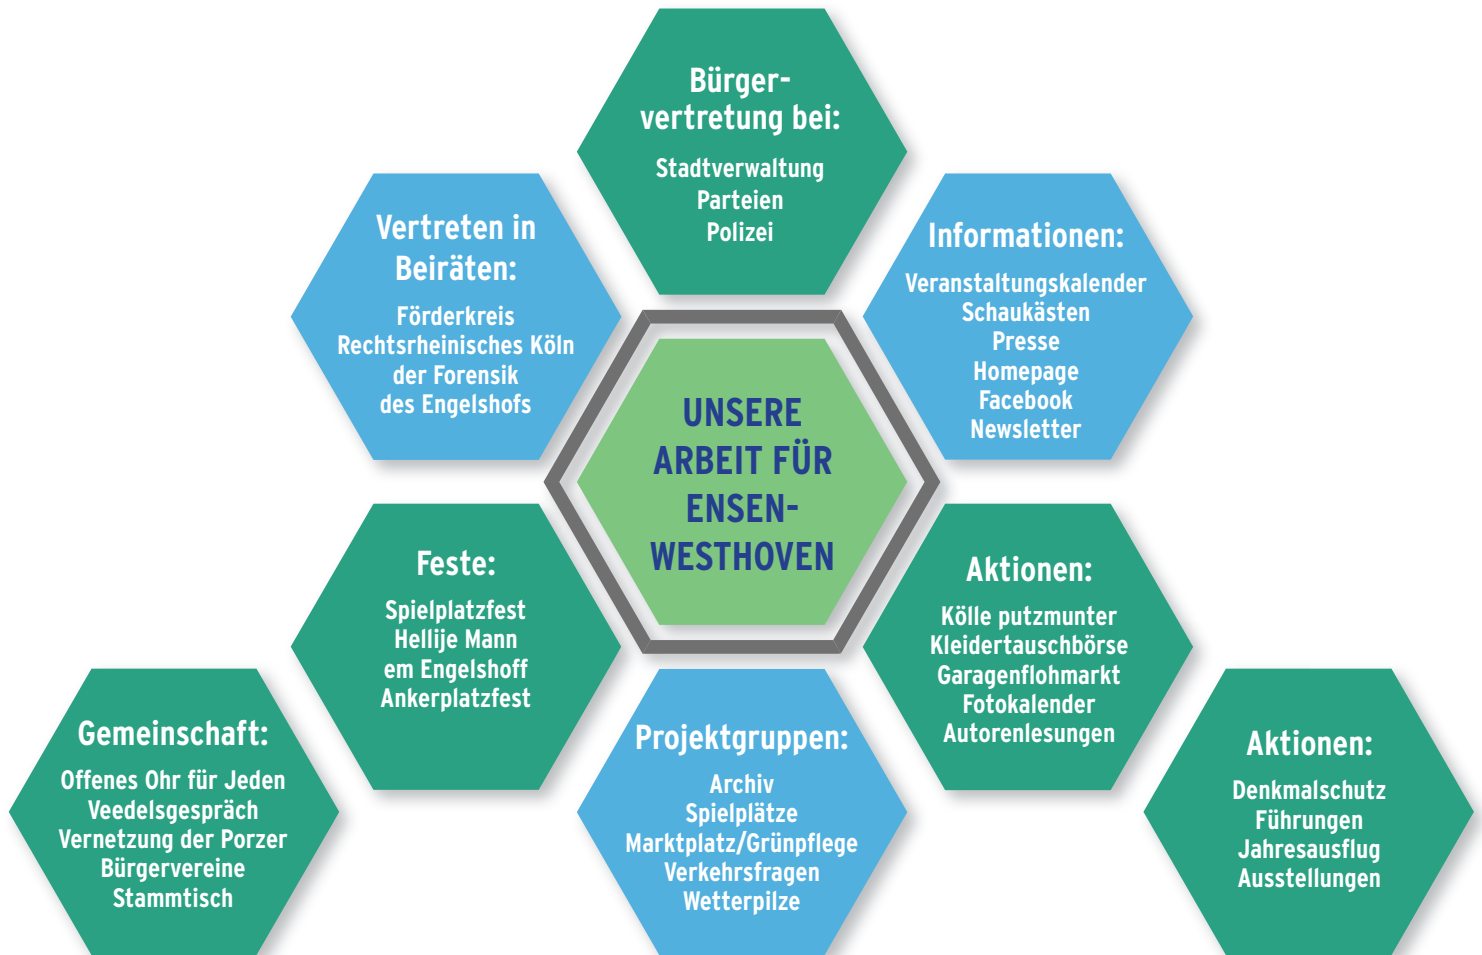 Bürger-
vertretung bei:
Stadtverwaltung
Parteien
Polizei
Vertreten in
Beiräten:
Förderkreis
Rechtsrheinisches Köln
der Forensik
des Engelshofs
Informationen:
Veranstaltungskalender
Schaukästen
Presse
Homepage
Facebook
Newsletter
UNSERE
ARBEIT FÜR
ENSEN-
WESTHOVEN
Feste:
Spielplatzfest
Hellije Mann
em Engelshoff
Ankerplatzfest
Aktionen:
Kölle putzmunter
Kleidertauschbörse
Garagenflohmarkt
Fotokalender
Autorenlesungen
Gemeinschaft:
Offenes Ohr für Jeden
Veedelsgespräch
Vernetzung der Porzer
Bürgervereine
Stammtisch
Projektgruppen:
Archiv
Spielplätze
Marktplatz/Grünpflege
Verkehrsfragen
Wetterpilze
Aktionen:
Denkmalschutz
Führungen
Jahresausflug
Ausstellungen